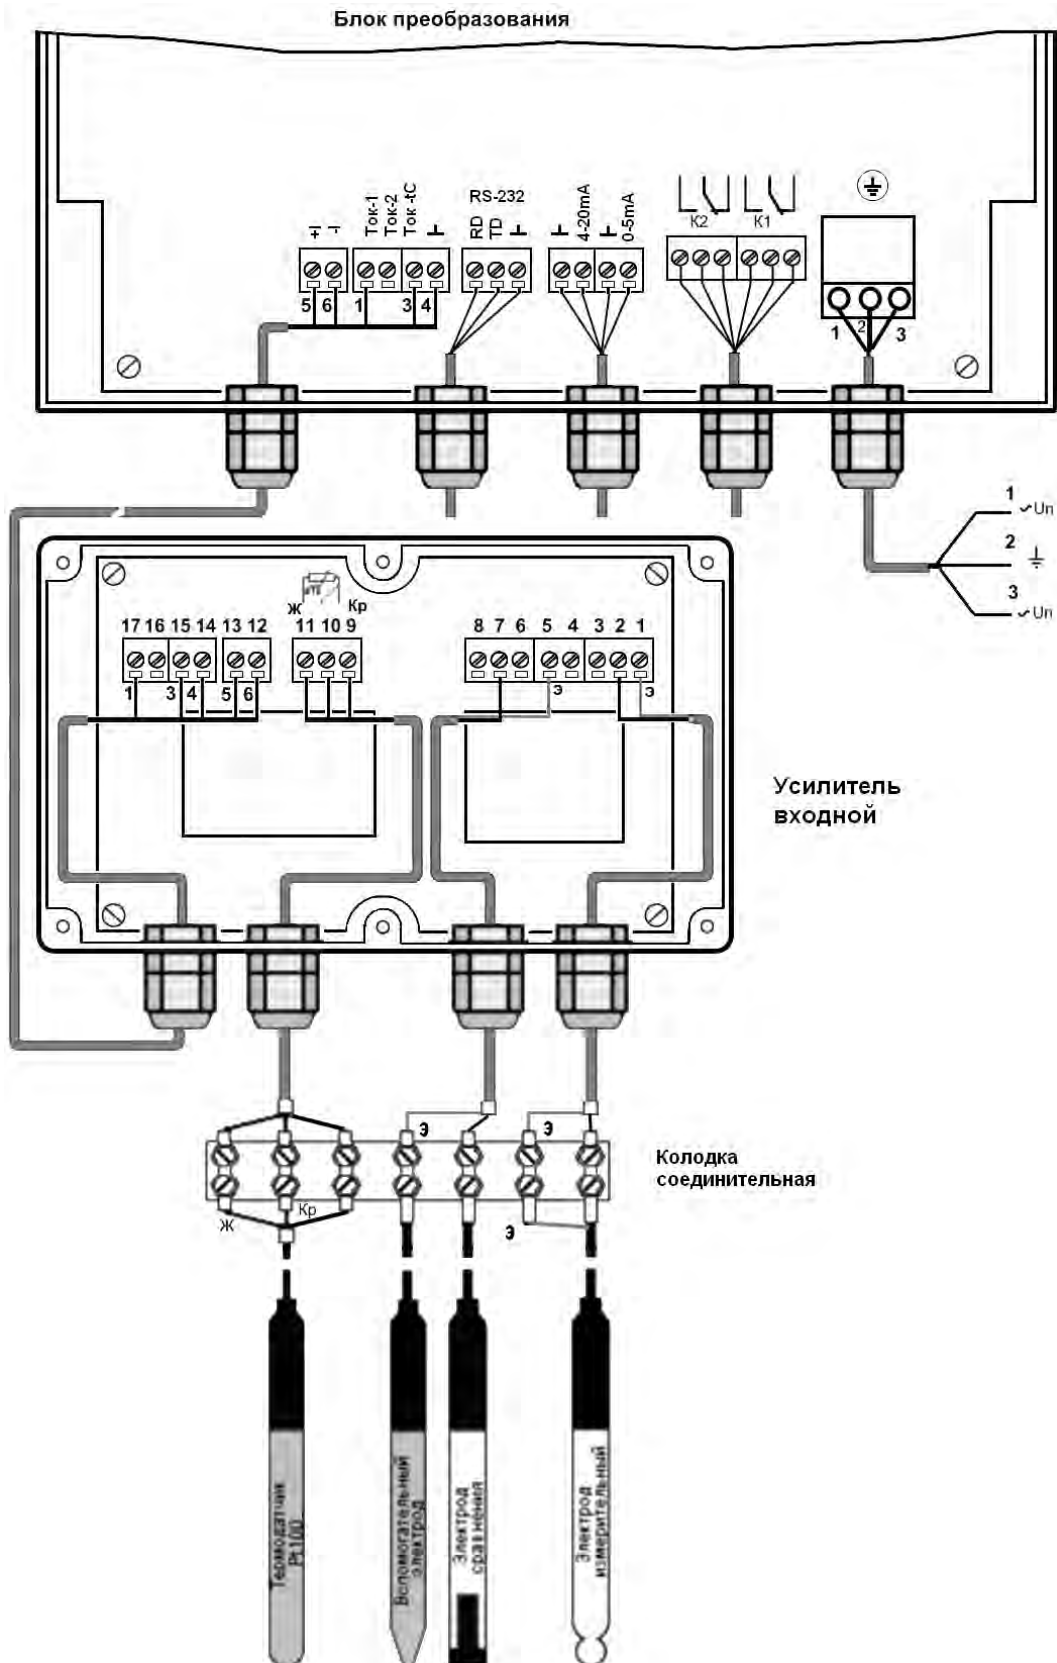 Блок преобразования
+I
-I
Ток-1
Ток-2
Ток -tC
RS-232
RD
TD
4-20mA
0-5mA
K2
K1
5 6 1 3 4
1 2 3
1
~Uп
2
3
~Uп
Ж
Кр
17 16 15 14 13 12 11 10 9 8 7 6 5 4 3 2 1
1 3 4 5 6 Э Э
Усилитель
входной
Э Э
Колодка
соединительная
Ж
Кр
Э
Термодатчик
Pt100
Вспомогательный
электрод
Электрод
сравнения
Электрод
измерительный